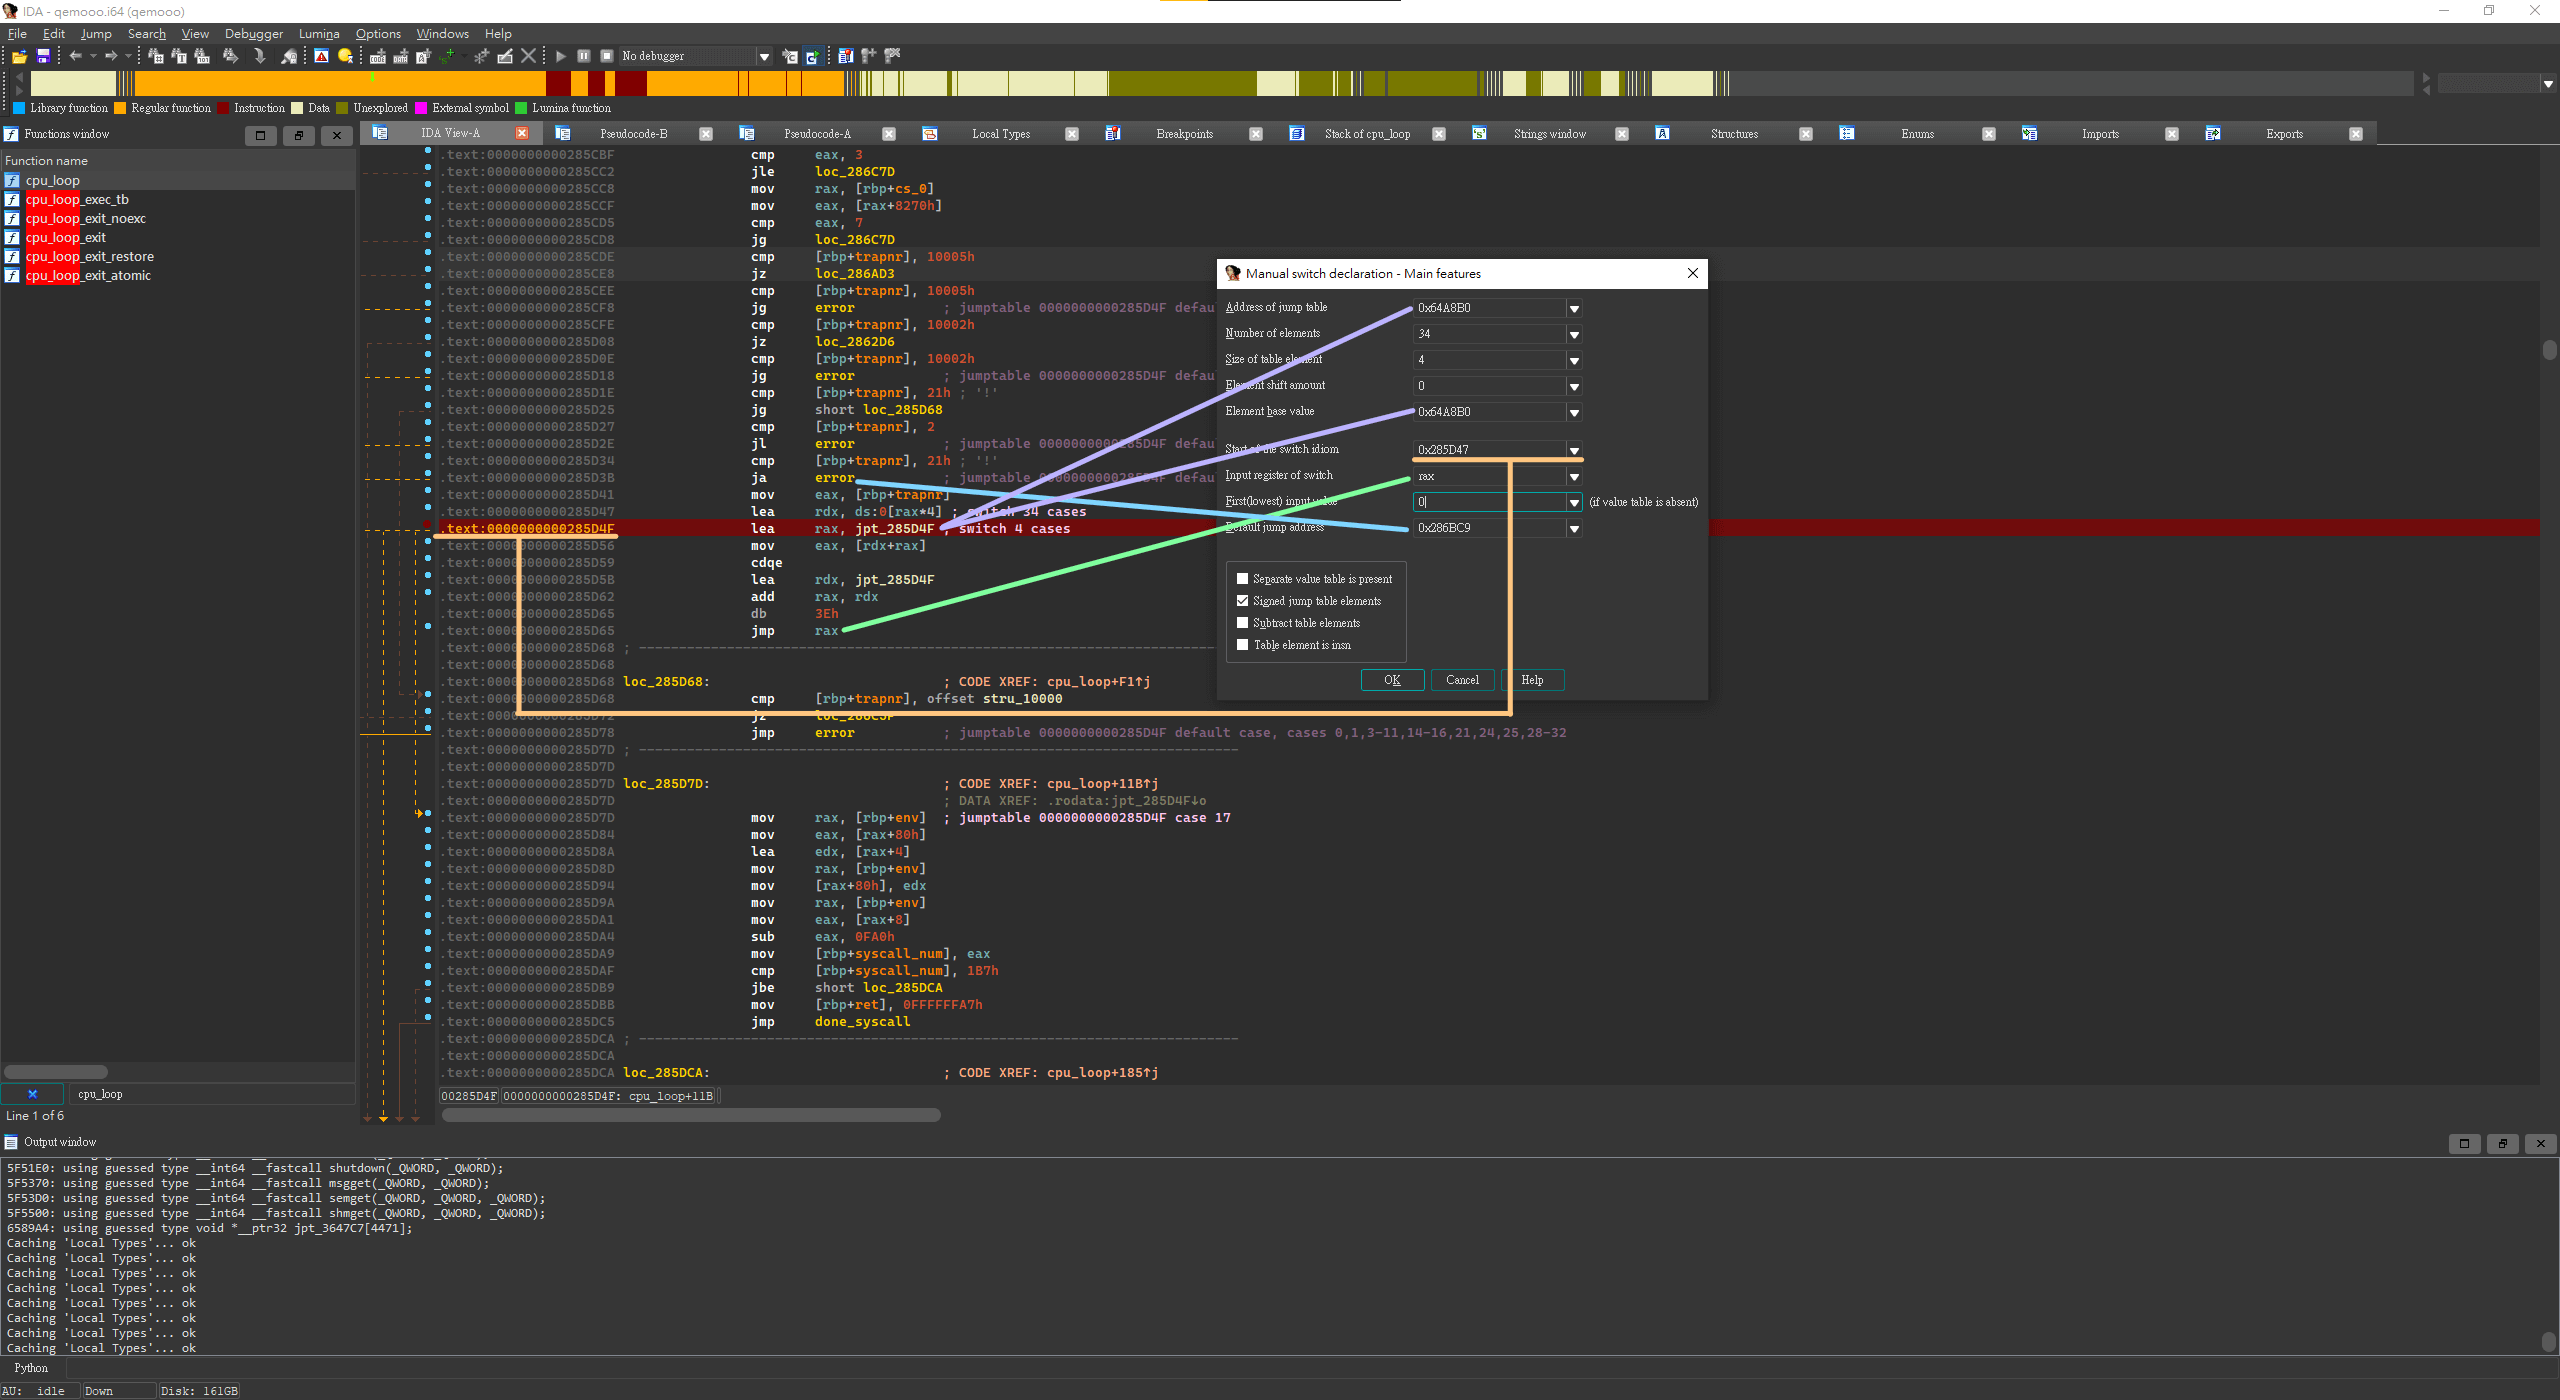 IDA - qemooo.i64 (qemooo)
File Edit Jump Search View Debugger Lumina Options Windows Help
No debugger
Library function Regular function Instruction Data Unexplored External symbol Lumina function
Functions window
Function name
cpu_loop
cpu_loop_exec_tb
cpu_loop_exit_noexc
cpu_loop_exit
cpu_loop_exit_restore
cpu_loop_exit_atomic
cpu_loop
Line 1 of 6
IDA View-A Pseudocode-B Pseudocode-A Local Types Breakpoints Stack of cpu_loop Strings window Structures Enums Imports Exports
.text:0000000000285CBF cmp eax, 3
.text:0000000000285CC2 jle loc_286C7D
.text:0000000000285CC8 mov rax, [rbp+cs_0]
.text:0000000000285CCF mov eax, [rax+8270h]
.text:0000000000285CD5 cmp eax, 7
.text:0000000000285CD8 jg loc_286C7D
.text:0000000000285CDE cmp [rbp+trapnr], 10005h
.text:0000000000285CE8 jz loc_286AD3
.text:0000000000285CEE cmp [rbp+trapnr], 10005h
.text:0000000000285CF8 jg error ; jumptable 0000000000285D4F defau
.text:0000000000285CFE cmp [rbp+trapnr], 10002h
.text:0000000000285D08 jz loc_2862D6
.text:0000000000285D0E cmp [rbp+trapnr], 10002h
.text:0000000000285D18 jg error ; jumptable 0000000000285D4F defau
.text:0000000000285D1E cmp [rbp+trapnr], 21h ; '!'
.text:0000000000285D25 jg short loc_285D68
.text:0000000000285D27 cmp [rbp+trapnr], 2
.text:0000000000285D2E jl error ; jumptable 0000000000285D4F defau
.text:0000000000285D34 cmp [rbp+trapnr], 21h ; '!'
.text:0000000000285D3B ja error ; jumptable 0000000000285D4F defau
.text:0000000000285D41 mov eax, [rbp+trapnr]
.text:0000000000285D47 lea rdx, ds:0[rax*4] ; switch 34 cases
.text:0000000000285D4F lea rax, jpt_285D4F ; switch 4 cases
.text:0000000000285D56 mov eax, [rdx+rax]
.text:0000000000285D59 cdqe
.text:0000000000285D5B lea rdx, jpt_285D4F
.text:0000000000285D62 add rax, rdx
.text:0000000000285D65 db 3Eh
.text:0000000000285D65 jmp rax
.text:0000000000285D68 ; ---------------------------------------------------------------------------
.text:0000000000285D68
.text:0000000000285D68 loc_285D68: ; CODE XREF: cpu_loop+F1↑j
.text:0000000000285D68 cmp [rbp+trapnr], offset stru_10000
.text:0000000000285D72 jz loc_286C5F
.text:0000000000285D78 jmp error ; jumptable 0000000000285D4F default case, cases 0,1,3-11,14-16,21,24,25,28-32
.text:0000000000285D7D ; ---------------------------------------------------------------------------
.text:0000000000285D7D
.text:0000000000285D7D loc_285D7D: ; CODE XREF: cpu_loop+11B↑j
.text:0000000000285D7D ; DATA XREF: .rodata:jpt_285D4F↓o
.text:0000000000285D7D mov rax, [rbp+env] ; jumptable 0000000000285D4F case 17
.text:0000000000285D84 mov eax, [rax+80h]
.text:0000000000285D8A lea edx, [rax+4]
.text:0000000000285D8D mov rax, [rbp+env]
.text:0000000000285D94 mov [rax+80h], edx
.text:0000000000285D9A mov rax, [rbp+env]
.text:0000000000285DA1 mov eax, [rax+8]
.text:0000000000285DA4 sub eax, 0FA0h
.text:0000000000285DA9 mov [rbp+syscall_num], eax
.text:0000000000285DAF cmp [rbp+syscall_num], 1B7h
.text:0000000000285DB9 jbe short loc_285DCA
.text:0000000000285DBB mov [rbp+ret], 0FFFFFFA7h
.text:0000000000285DC5 jmp done_syscall
.text:0000000000285DCA ; ---------------------------------------------------------------------------
.text:0000000000285DCA
.text:0000000000285DCA loc_285DCA: ; CODE XREF: cpu_loop+185↑j
00285D4F 0000000000285D4F: cpu_loop+11B
Manual switch declaration - Main features
Address of jump table 0x64A8B0
Number of elements 34
Size of table element 4
Element shift amount 0
Element base value 0x64A8B0
Start of the switch idiom 0x285D47
Input register of switch rax
First(lowest) input value 0 (if value table is absent)
Default jump address 0x286BC9
Separate value table is present
Signed jump table elements
Subtract table elements
Table element is insn
OK Cancel Help
Output window
5F51E0: using guessed type __int64 __fastcall shutdown(_QWORD, _QWORD);
5F5370: using guessed type __int64 __fastcall msgget(_QWORD, _QWORD);
5F53D0: using guessed type __int64 __fastcall semget(_QWORD, _QWORD, _QWORD);
5F5500: using guessed type __int64 __fastcall shmget(_QWORD, _QWORD, _QWORD);
6589A4: using guessed type void *__ptr32 jpt_3647C7[4471];
Caching 'Local Types'... ok
Caching 'Local Types'... ok
Caching 'Local Types'... ok
Caching 'Local Types'... ok
Caching 'Local Types'... ok
Caching 'Local Types'... ok
Caching 'Local Types'... ok
Caching 'Local Types'... ok
Python
AU: idle Down Disk: 161GB